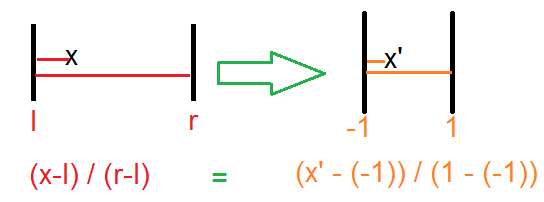 x x'
l r -1 1
(x-l) / (r-l) = (x' - (-1)) / (1 - (-1))